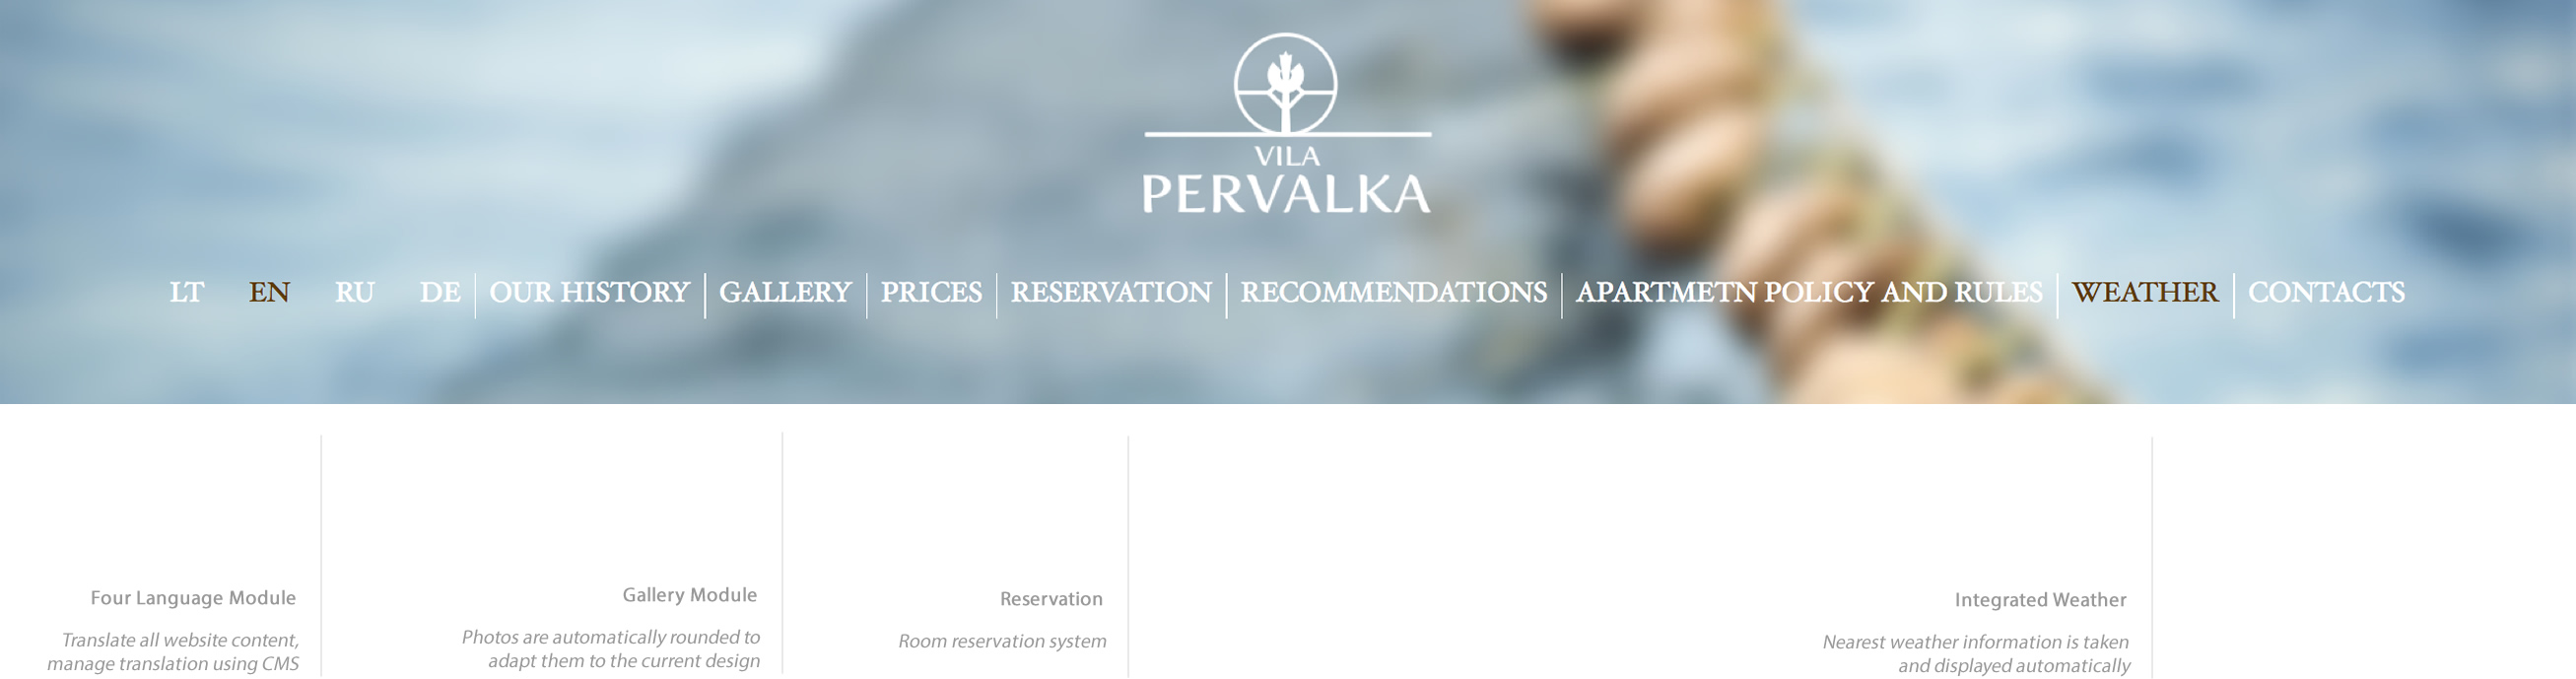 VILA
PERVALKA
LT EN RU DE OUR HISTORY GALLERY PRICES RESERVATION RECOMMENDATIONS APARTMETN POLICY AND RULES WEATHER CONTACTS
Four Language Module
Translate all website content,
manage translation using CMS
Gallery Module
Photos are automatically rounded to
adapt them to the current design
Reservation
Room reservation system
Integrated Weather
Nearest weather information is taken
and displayed automatically